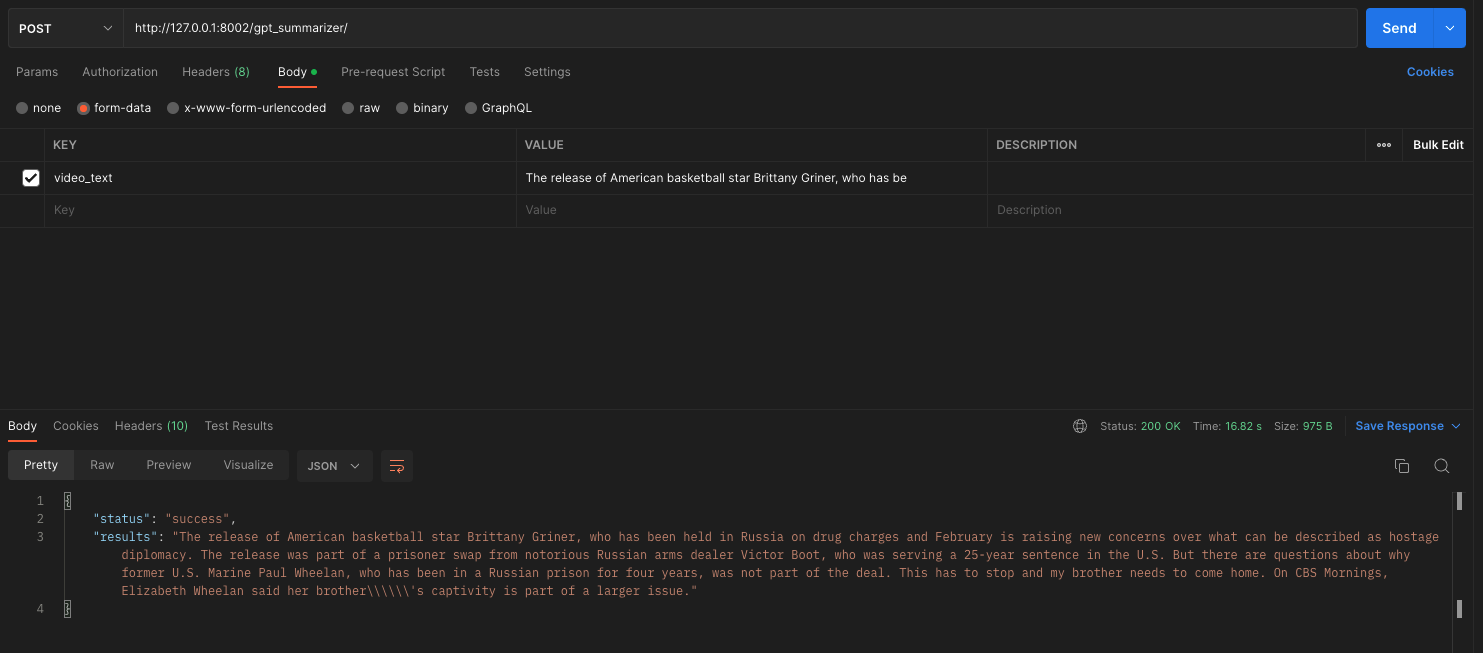 POST http://127.0.0.1:8002/gpt_summarizer/ Send
Params Authorization Headers (8) Body Pre-request Script Tests Settings Cookies
none form-data x-www-form-urlencoded raw binary GraphQL
KEY VALUE DESCRIPTION ooo Bulk Edit
video_text The release of American basketball star Brittany Griner, who has be
Key Value Description
Body Cookies Headers (10) Test Results Status: 200 OK Time: 16.82 s Size: 975 B Save Response
Pretty Raw Preview Visualize JSON
1 {
2 "status": "success",
3 "results": "The release of American basketball star Brittany Griner, who has been held in Russia on drug charges and February is raising new concerns over what can be described as hostage
diplomacy. The release was part of a prisoner swap from notorious Russian arms dealer Victor Boot, who was serving a 25-year sentence in the U.S. But there are questions about why
former U.S. Marine Paul Wheelan, who has been in a Russian prison for four years, was not part of the deal. This has to stop and my brother needs to come home. On CBS Mornings,
Elizabeth Wheelan said her brother\\\\\\'s captivity is part of a larger issue."
4 }